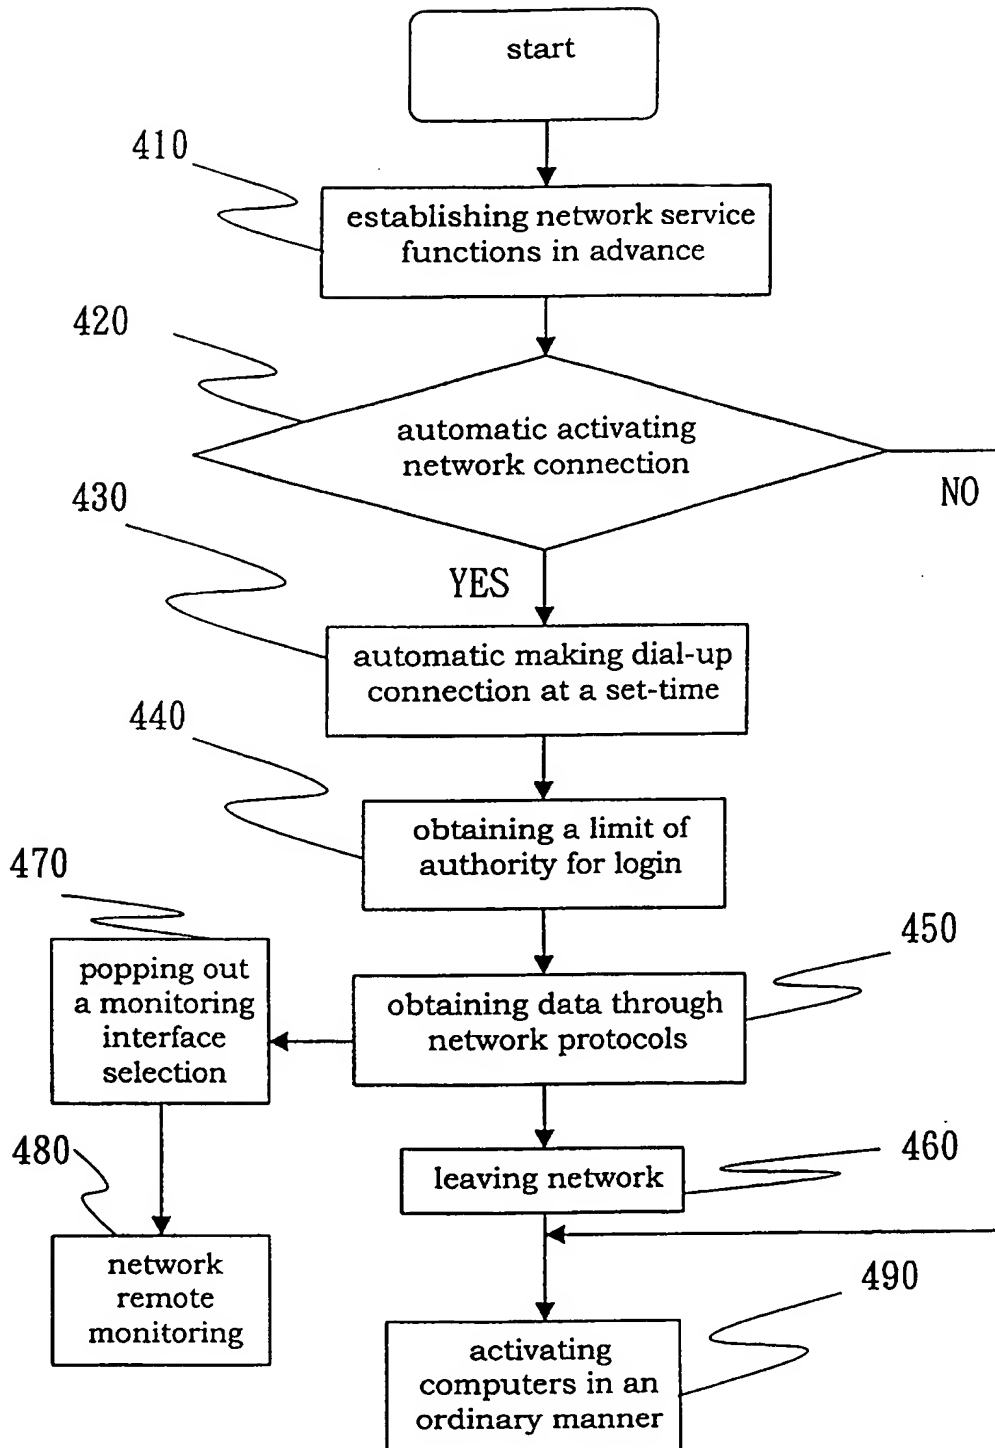 start
410
establishing network service
functions in advance
420
automatic activating
network connection
NO
430
YES
automatic making dial-up
connection at a set-time
440
obtaining a limit of
authority for login
470
450
popping out
a monitoring
interface
selection
obtaining data through
network protocols
480
460
leaving network
network
remote
monitoring
490
activating
computers in an
ordinary manner